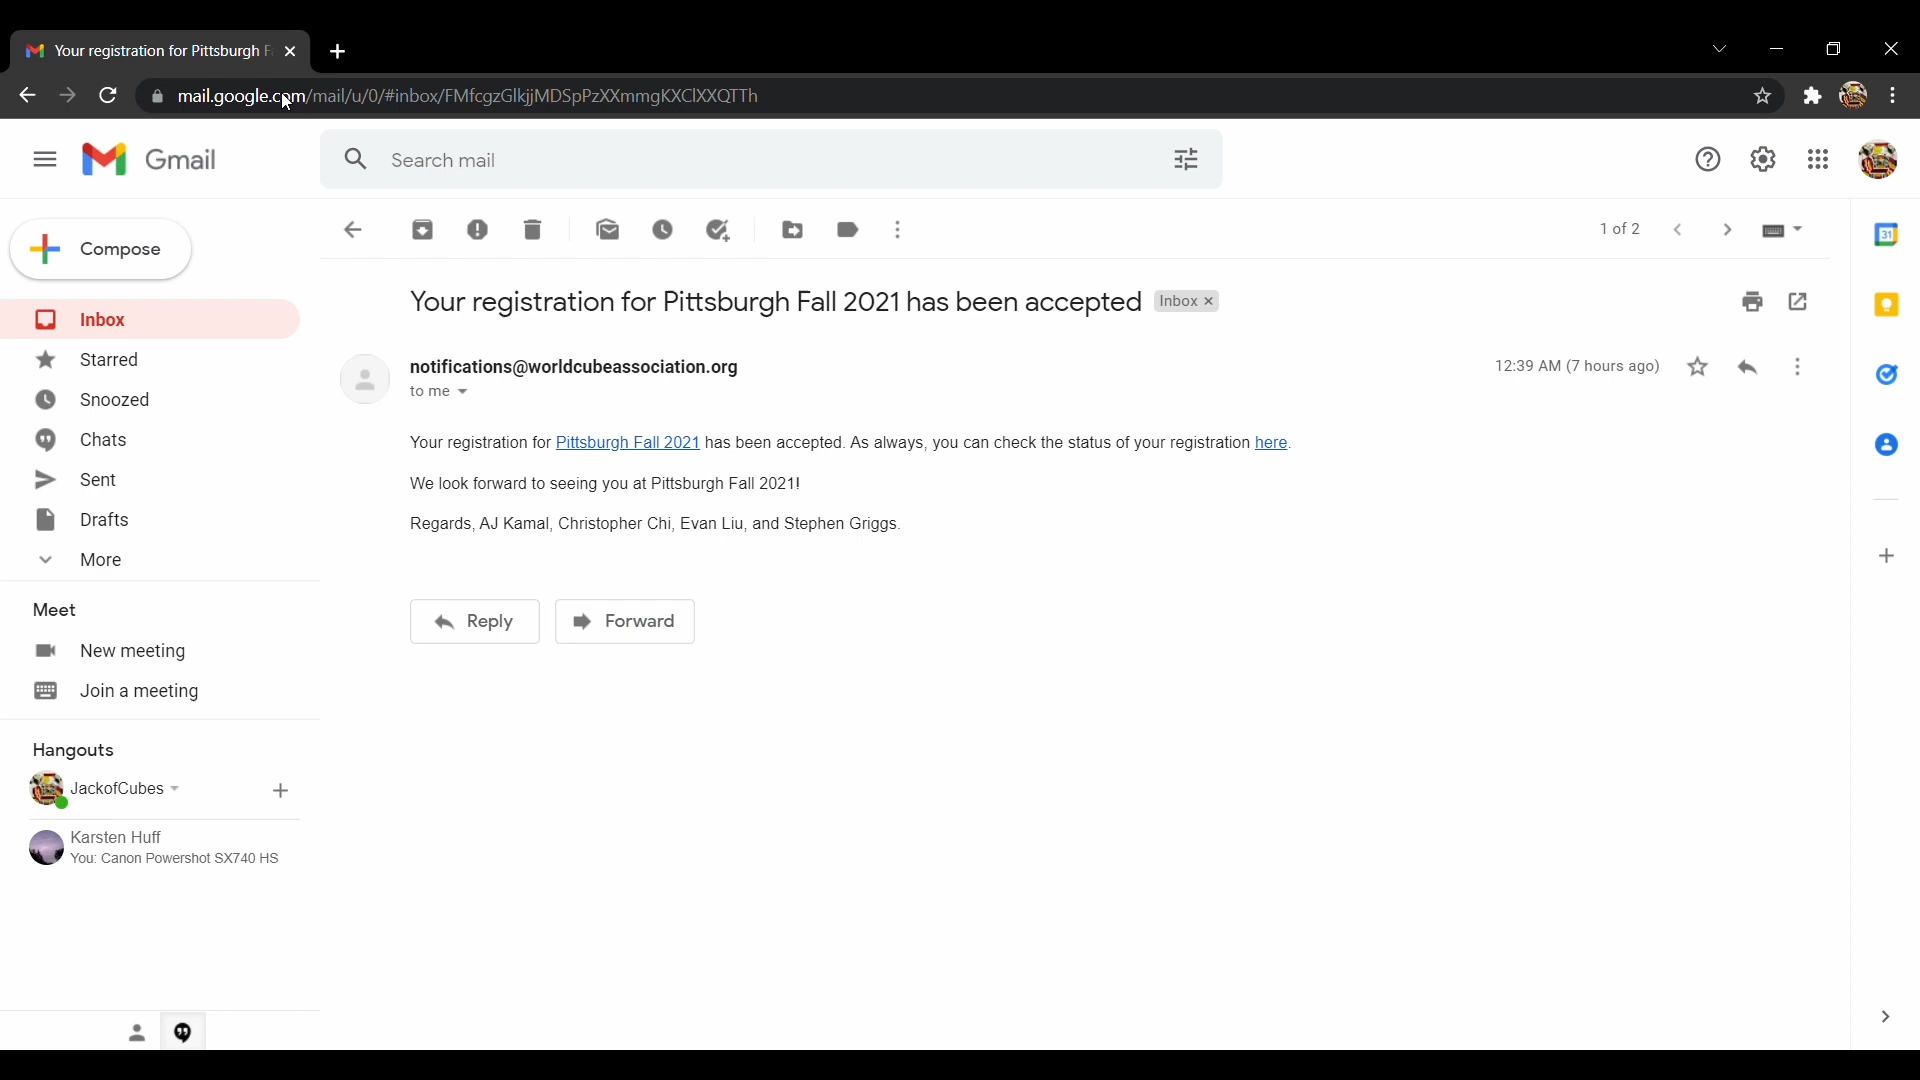 Your registration for Pittsburgh F
mail.google.com/mail/u/0/#inbox/FMfcgzGlkjjMDSpPzXXmmgKXClXXQTTh
Gmail
Search mail
Compose
1 of 2
Your registration for Pittsburgh Fall 2021 has been accepted Inbox ×
Inbox
Starred
notifications@worldcubeassociation.org
12:39 AM (7 hours ago)
to me
Snoozed
Chats
Your registration for Pittsburgh Fall 2021 has been accepted. As always, you can check the status of your registration here.
Sent
We look forward to seeing you at Pittsburgh Fall 2021!
Drafts
Regards, AJ Kamal, Christopher Chi, Evan Liu, and Stephen Griggs.
More
Meet
Reply
Forward
New meeting
Join a meeting
Hangouts
JackofCubes
Karsten Huff
You: Canon Powershot SX740 HS
31